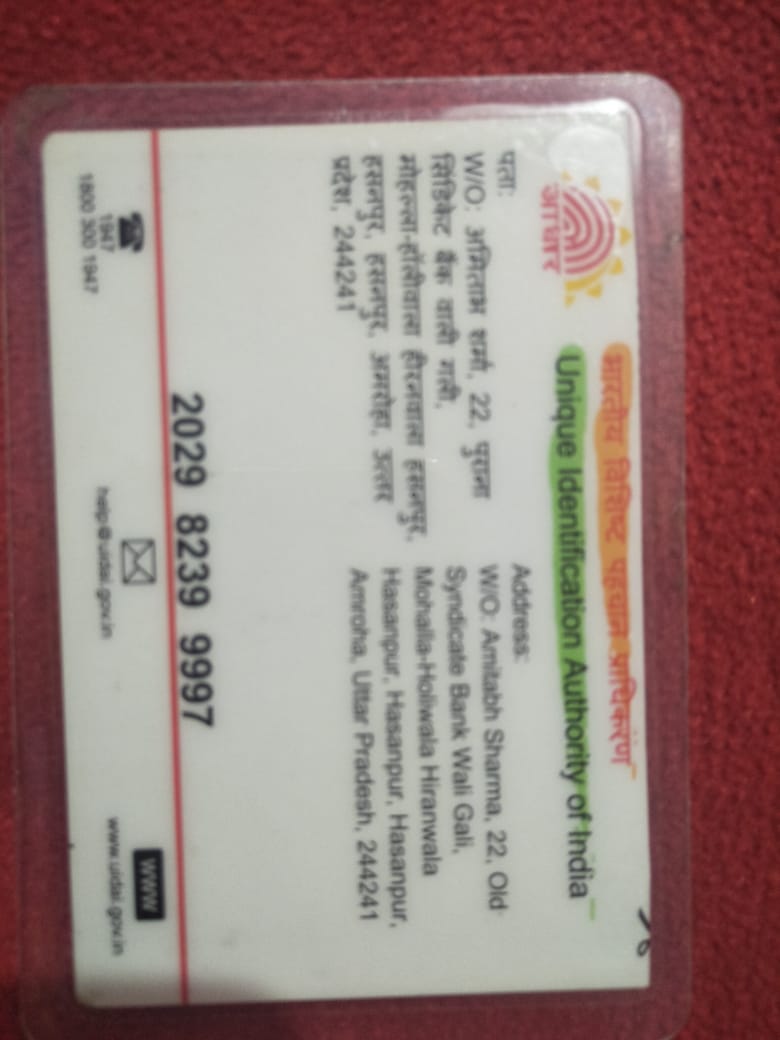 भारतीय विशिष्ट पहचान प्राधिकरण
Unique Identification Authority of India
आधार
पता:
W/O: अमिताभ शर्मा, 22, पुराना
सिंडिकेट बैंक वाली गली,
मोहल्ला-होलीवाला हीरनवाला हसनपुर,
हसनपुर, हसनपुर, अमरोहा, उत्तर
प्रदेश, 244241
Address:
W/O: Amitabh Sharma, 22, Old
Syndicate Bank Wali Gali,
Mohalla-Holiwala Hiranwala
Hasanpur, Hasanpur, Hasanpur,
Amroha, Uttar Pradesh, 244241
2029 8239 9997
1947
1800 300 1947
help@uidai.gov.in
www
www.uidai.gov.in